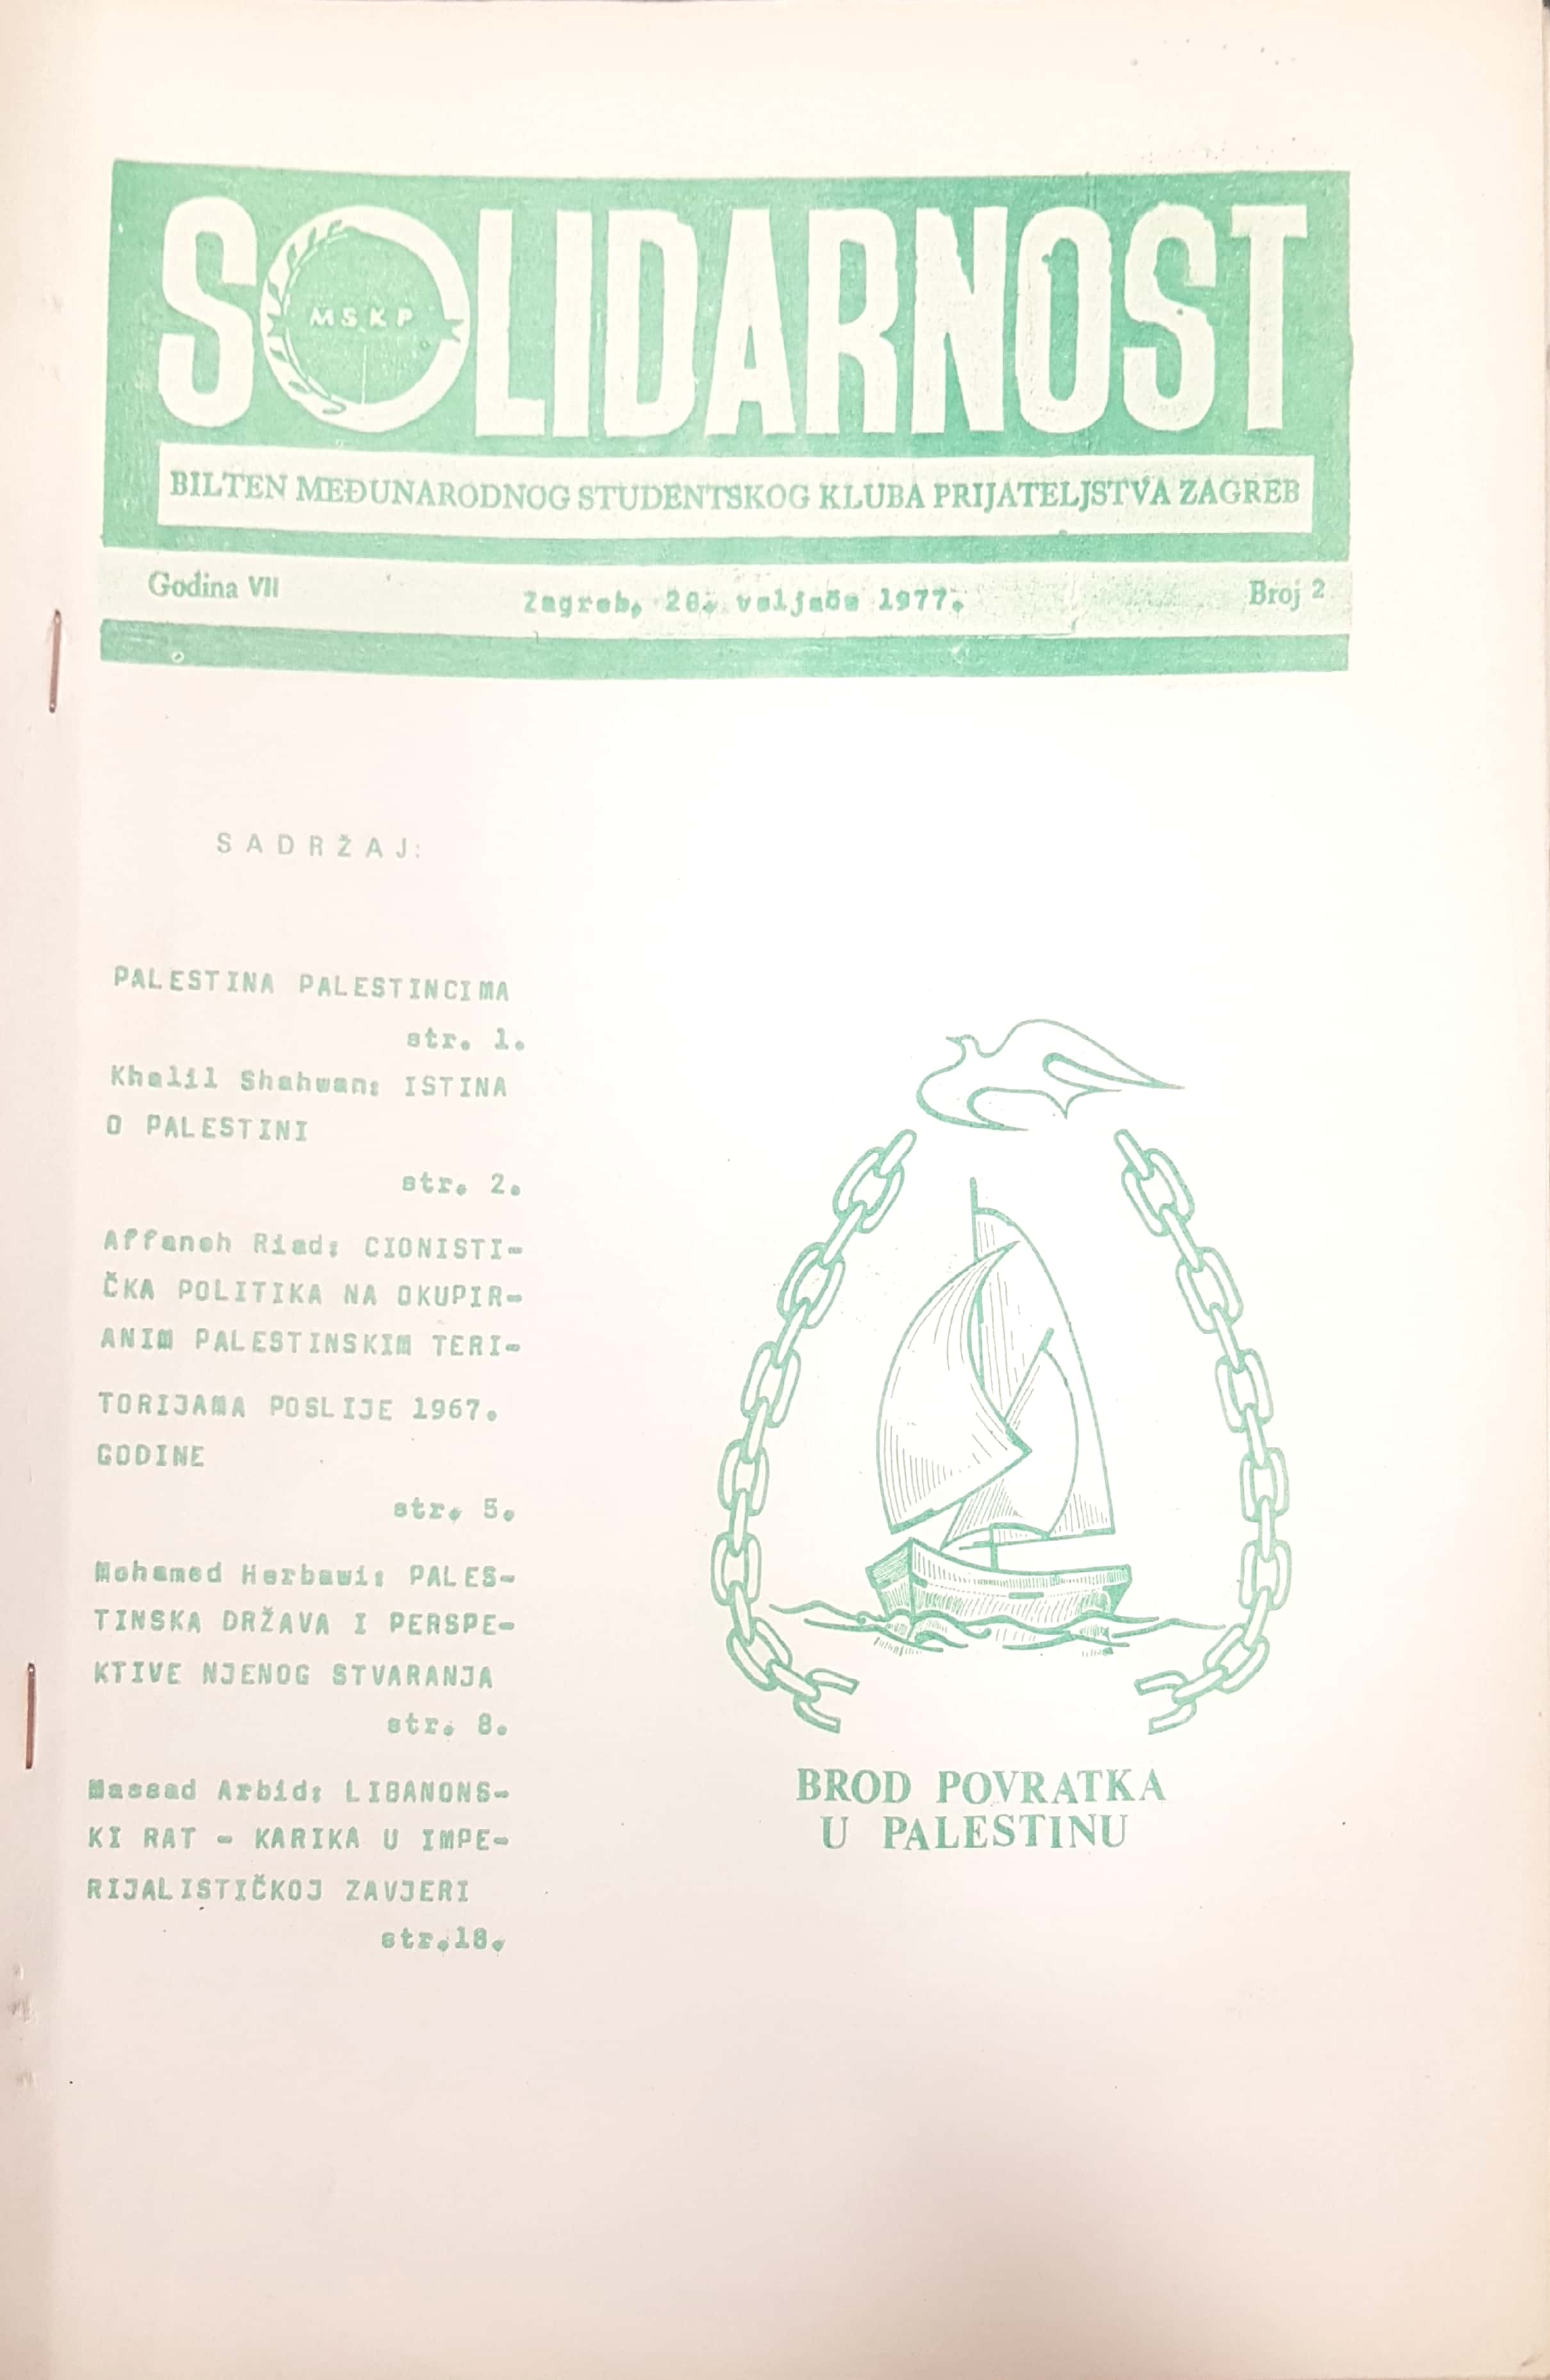 SOLIDARNOST
MSKP
BILTEN MEĐUNARODNOG STUDENTSKOG KLUBA PRIJATELJSTVA ZAGREB
Godina VII
Zagreb, 28. veljače 1977.
Broj 2
SADRŽAJ:
PALESTINA PALESTINCIMA
str. 1.
Khalil Shahwan: ISTINA
O PALESTINI
str. 2.
Affaneh Riad: CIONISTI-
ČKA POLITIKA NA OKUPIR-
ANIM PALESTINSKIM TERI-
TORIJAMA POSLIJE 1967.
GODINE
str. 5.
Mohamed Herbawi: PALES-
TINSKA DRŽAVA I PERSPE-
KTIVE NJENOG STVARANJA
str. 8.
Massad Arbid: LIBANONS-
KI RAT - KARIKA U IMPE-
RIJALISTIČKOJ ZAVJERI
str.18.
BROD POVRATKA
U PALESTINU